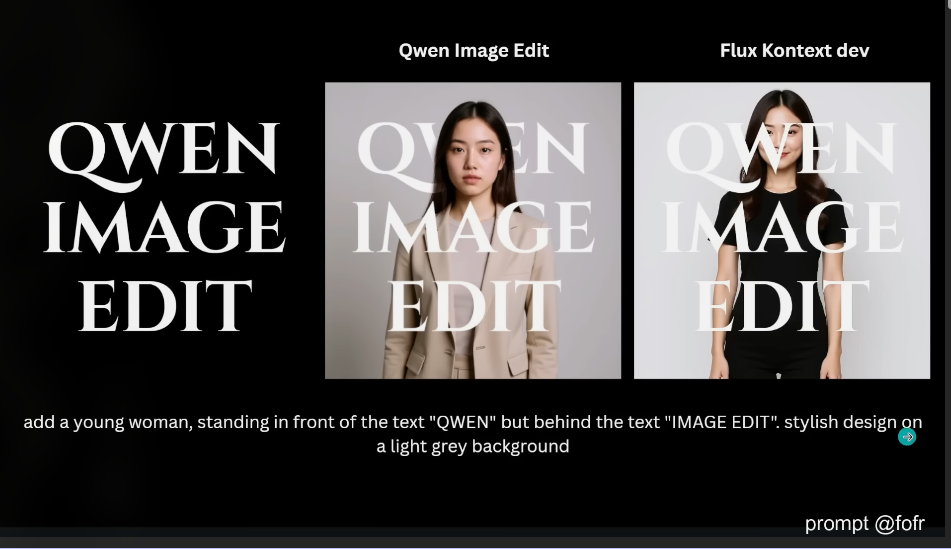 Qwen Image Edit
Flux Kontext dev
QWEN
IMAGE
EDIT
QWEN
IMAGE
EDIT
QWEN
IMAGE
EDIT
add a young woman, standing in front of the text "QWEN" but behind the text "IMAGE EDIT". stylish design on
a light grey background
prompt @fofr